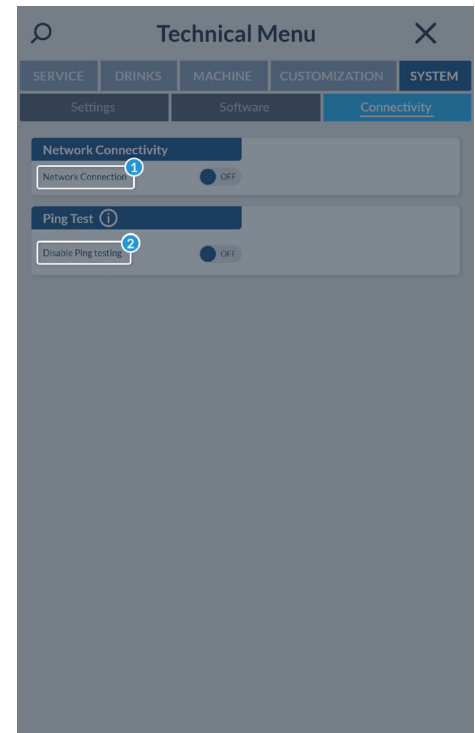 Technical Menu
SERVICE DRINKS MACHINE CUSTOMIZATION SYSTEM
Settings Software Connectivity
Network Connectivity
1
Network Connection OFF
Ping Test i
2
Disable Ping testing OFF